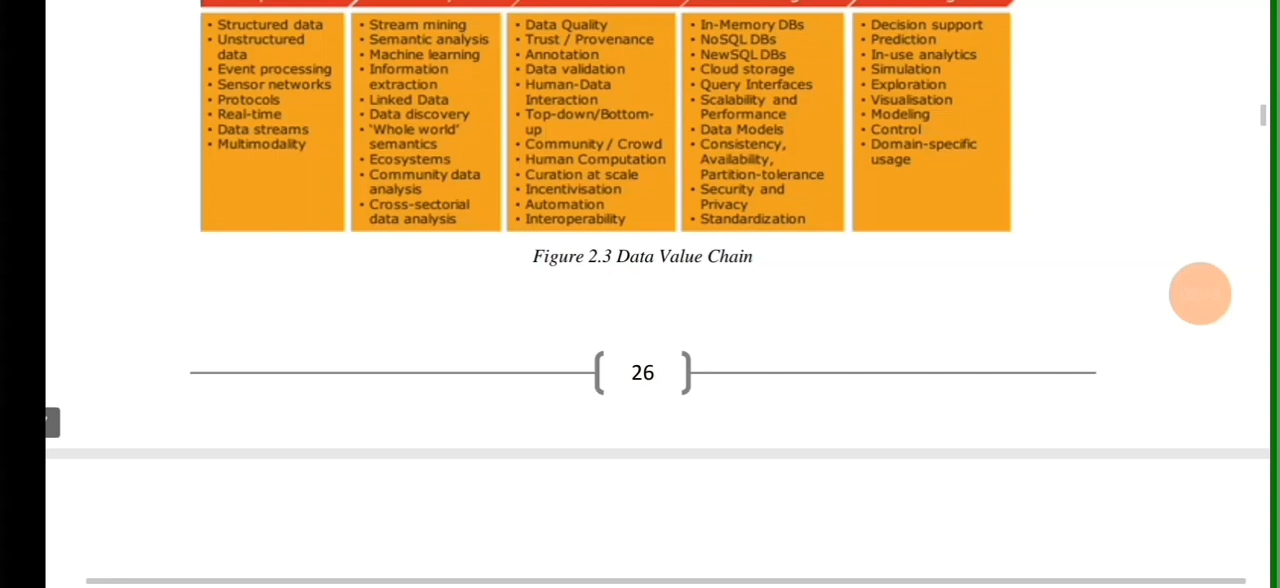 • Structured data
• Unstructured
data
• Event processing
• Sensor networks
• Protocols
• Real-time
• Data streams
• Multimodality
• Stream mining
• Semantic analysis
• Machine learning
• Information
extraction
• Linked Data
• Data discovery
• 'Whole world'
semantics
• Ecosystems
• Community data
analysis
• Cross-sectorial
data analysis
• Data Quality
• Trust / Provenance
• Annotation
• Data validation
• Human-Data
Interaction
• Top-down/Bottom-
up
• Community / Crowd
• Human Computation
• Curation at scale
• Incentivisation
• Automation
• Interoperability
• In-Memory DBs
• NoSQL DBs
• NewSQL DBs
• Cloud storage
• Query Interfaces
• Scalability and
Performance
• Data Models
• Consistency,
Availability,
Partition-tolerance
• Security and
Privacy
• Standardization
• Decision support
• Prediction
• In-use analytics
• Simulation
• Exploration
• Visualisation
• Modeling
• Control
• Domain-specific
usage
Figure 2.3 Data Value Chain
26